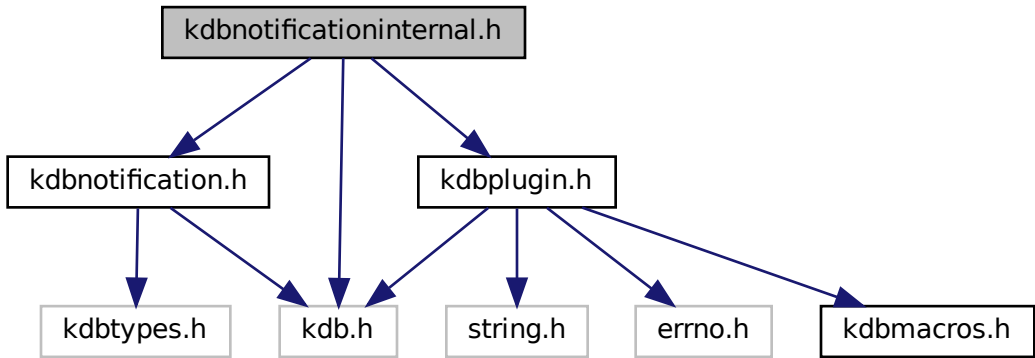 kdbnotificationinternal.h
kdbnotification.h
kdbplugin.h
kdbtypes.h
kdb.h
string.h
errno.h
kdbmacros.h